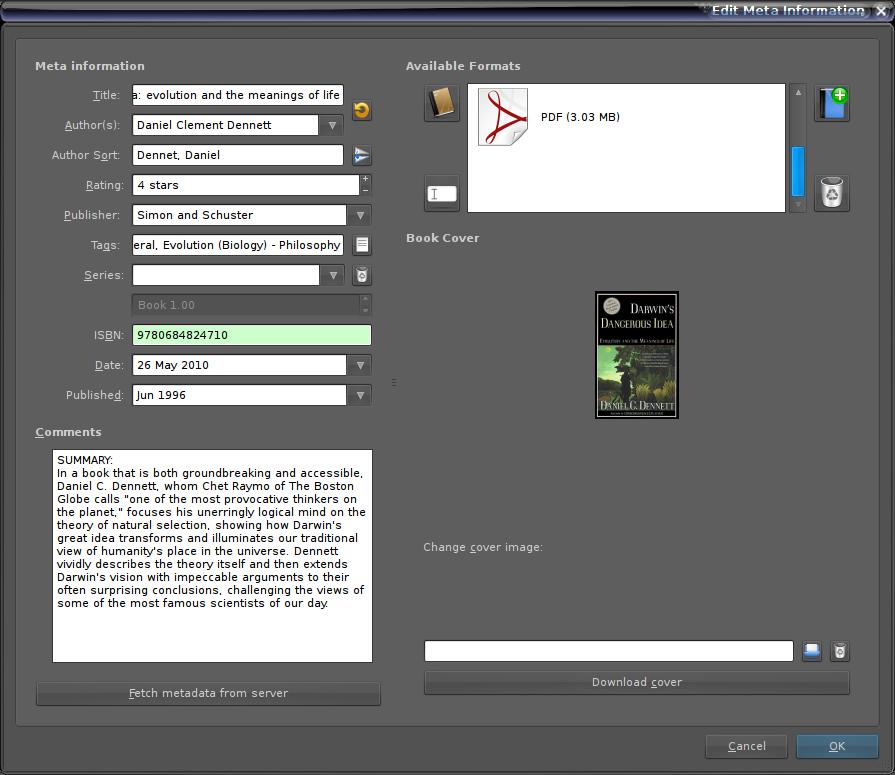 Edit Meta Information
Meta information
Title: a: evolution and the meanings of life
Author(s): Daniel Clement Dennett
Author Sort: Dennet, Daniel
Rating: 4 stars
Publisher: Simon and Schuster
Tags: eral, Evolution (Biology) - Philosophy
Series:
Book 1.00
ISBN: 9780684824710
Date: 26 May 2010
Published: Jun 1996
Comments
SUMMARY:
In a book that is both groundbreaking and accessible,
Daniel C. Dennett, whom Chet Raymo of The Boston
Globe calls "one of the most provocative thinkers on
the planet," focuses his unerringly logical mind on the
theory of natural selection, showing how Darwin's
great idea transforms and illuminates our traditional
view of humanity's place in the universe. Dennett
vividly describes the theory itself and then extends
Darwin's vision with impeccable arguments to their
often surprising conclusions, challenging the views of
some of the most famous scientists of our day.
Fetch metadata from server
Available Formats
PDF (3.03 MB)
Book Cover
DARWIN'S
DANGEROUS IDEA
EVOLUTION AND THE MEANINGS OF LIFE
DANIEL C. DENNETT
Change cover image:
Download cover
Cancel
OK